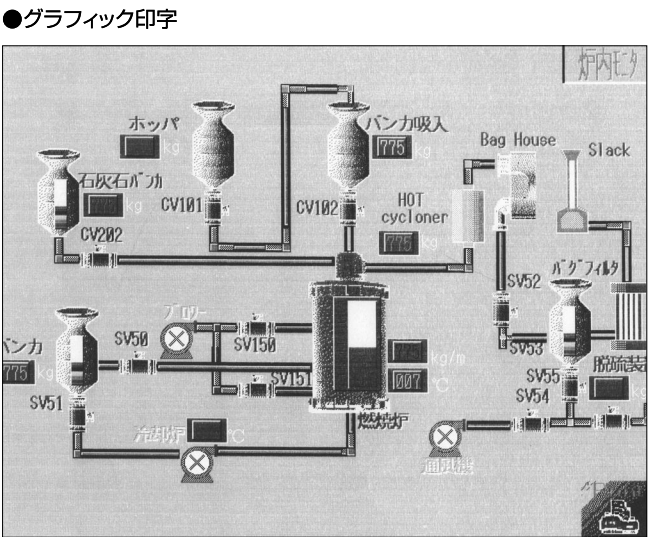 ●グラフィック印字
炉内ﾓﾆﾀ
ホッパ
kg
バンカ吸入
775 kg
Bag House
Slack
石灰石ﾊﾞﾝｶ
kg
CV101
CV102
HOT
cycloner
775 kg
CV202
ﾊﾞｸﾞﾌｨﾙﾀ
SV52
ﾌﾞﾛﾜｰ
バンカ
775 kg
SV50
SV150
SV53
kg/m
脱硫装
SV151
007 ℃
SV55
SV54
kg
SV51
冷却炉
℃
燃焼炉
通風機